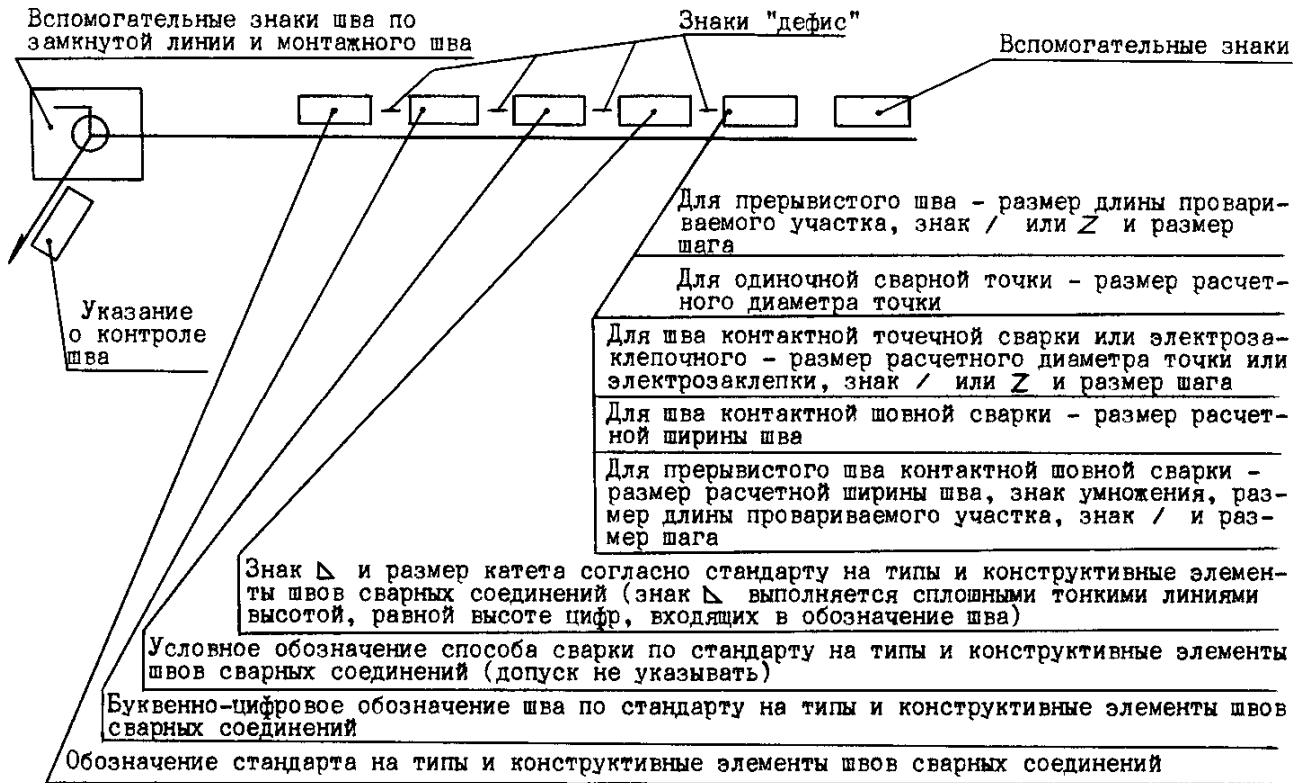 Вспомогательные знаки шва по
замкнутой линии и монтажного шва
Знаки "дефис"
Вспомогательные знаки
Указание
о контроле
шва
Для прерывистого шва - размер длины провари-
ваемого участка, знак / или Z и размер
шага
Для одиночной сварной точки - размер расчет-
ного диаметра точки
Для шва контактной точечной сварки или электроза-
клепочного - размер расчетного диаметра точки или
электрозаклепки, знак / или Z и размер шага
Для шва контактной шовной сварки - размер расчет-
ной ширины шва
Для прерывистого шва контактной шовной сварки -
размер расчетной ширины шва, знак умножения, раз-
мер длины провариваемого участка, знак / и раз-
мер шага
Знак ◺ и размер катета согласно стандарту на типы и конструктивные элемен-
ты швов сварных соединений (знак ◺ выполняется сплошными тонкими линиями
высотой, равной высоте цифр, входящих в обозначение шва)
Условное обозначение способа сварки по стандарту на типы и конструктивные элементы
швов сварных соединений (допуск не указывать)
Буквенно-цифровое обозначение шва по стандарту на типы и конструктивные элементы швов
сварных соединений
Обозначение стандарта на типы и конструктивные элементы швов сварных соединений